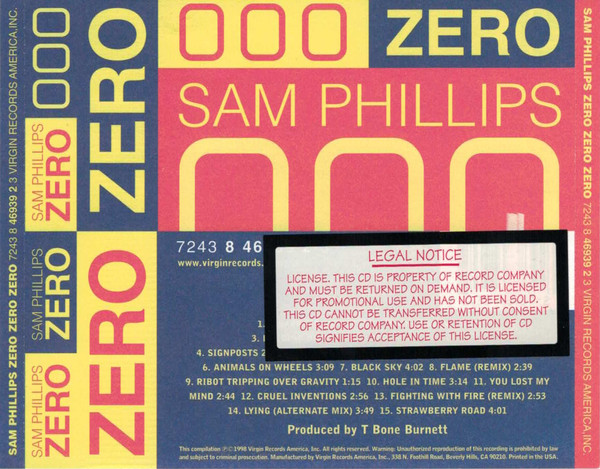 SAM PHILLIPS ZERO ZERO ZERO 7243 8 46939 2 3 VIRGIN RECORDS AMERICA, INC.
000
SAM PHILLIPS
ZERO
ZERO
SAM PHILLIPS
ZERO
SAM PHILLIPS
ZERO
ZERO
000 ZERO
SAM PHILLIPS
000
7243 8 46
www.virginrecords.
LEGAL NOTICE
LICENSE. THIS CD IS PROPERTY OF RECORD COMPANY
AND MUST BE RETURNED ON DEMAND. IT IS LICENSED
FOR PROMOTIONAL USE AND HAS NOT BEEN SOLD.
THIS CD CANNOT BE TRANSFERRED WITHOUT CONSENT
OF RECORD COMPANY. USE OR RETENTION OF CD
SIGNIFIES ACCEPTANCE OF THIS LICENSE.
1.
3.
4. SIGNPOSTS 2
6. ANIMALS ON WHEELS 3:09 7. BLACK SKY 4:02 8. FLAME (REMIX) 2:39
9. RIBOT TRIPPING OVER GRAVITY 1:15 10. HOLE IN TIME 3:14 11. YOU LOST MY
MIND 2:44 12. CRUEL INVENTIONS 2:56 13. FIGHTING WITH FIRE (REMIX) 2:53
14. LYING (ALTERNATE MIX) 3:49 15. STRAWBERRY ROAD 4:01
Produced by T Bone Burnett
This compilation ℗©1998 Virgin Records America, Inc. All rights reserved. Warning: Unauthorized reproduction of this recording is prohibited by law
and subject to criminal prosecution. Manufactured by Virgin Records America, Inc., 338 N. Foothill Road, Beverly Hills, CA 90210. Printed in the USA.
SAM PHILLIPS ZERO ZERO ZERO 7243 8 46939 2 3 VIRGIN RECORDS AMERICA, INC.